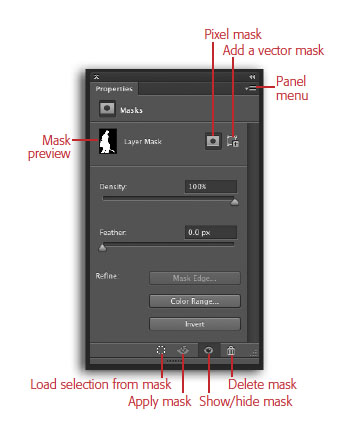 Pixel mask
Add a vector mask
Properties
Panel
menu
Masks
Mask
preview
Layer Mask
Density: 100%
Feather: 0.0 px
Refine: Mask Edge...
Color Range...
Invert
Load selection from mask
Delete mask
Apply mask
Show/hide mask